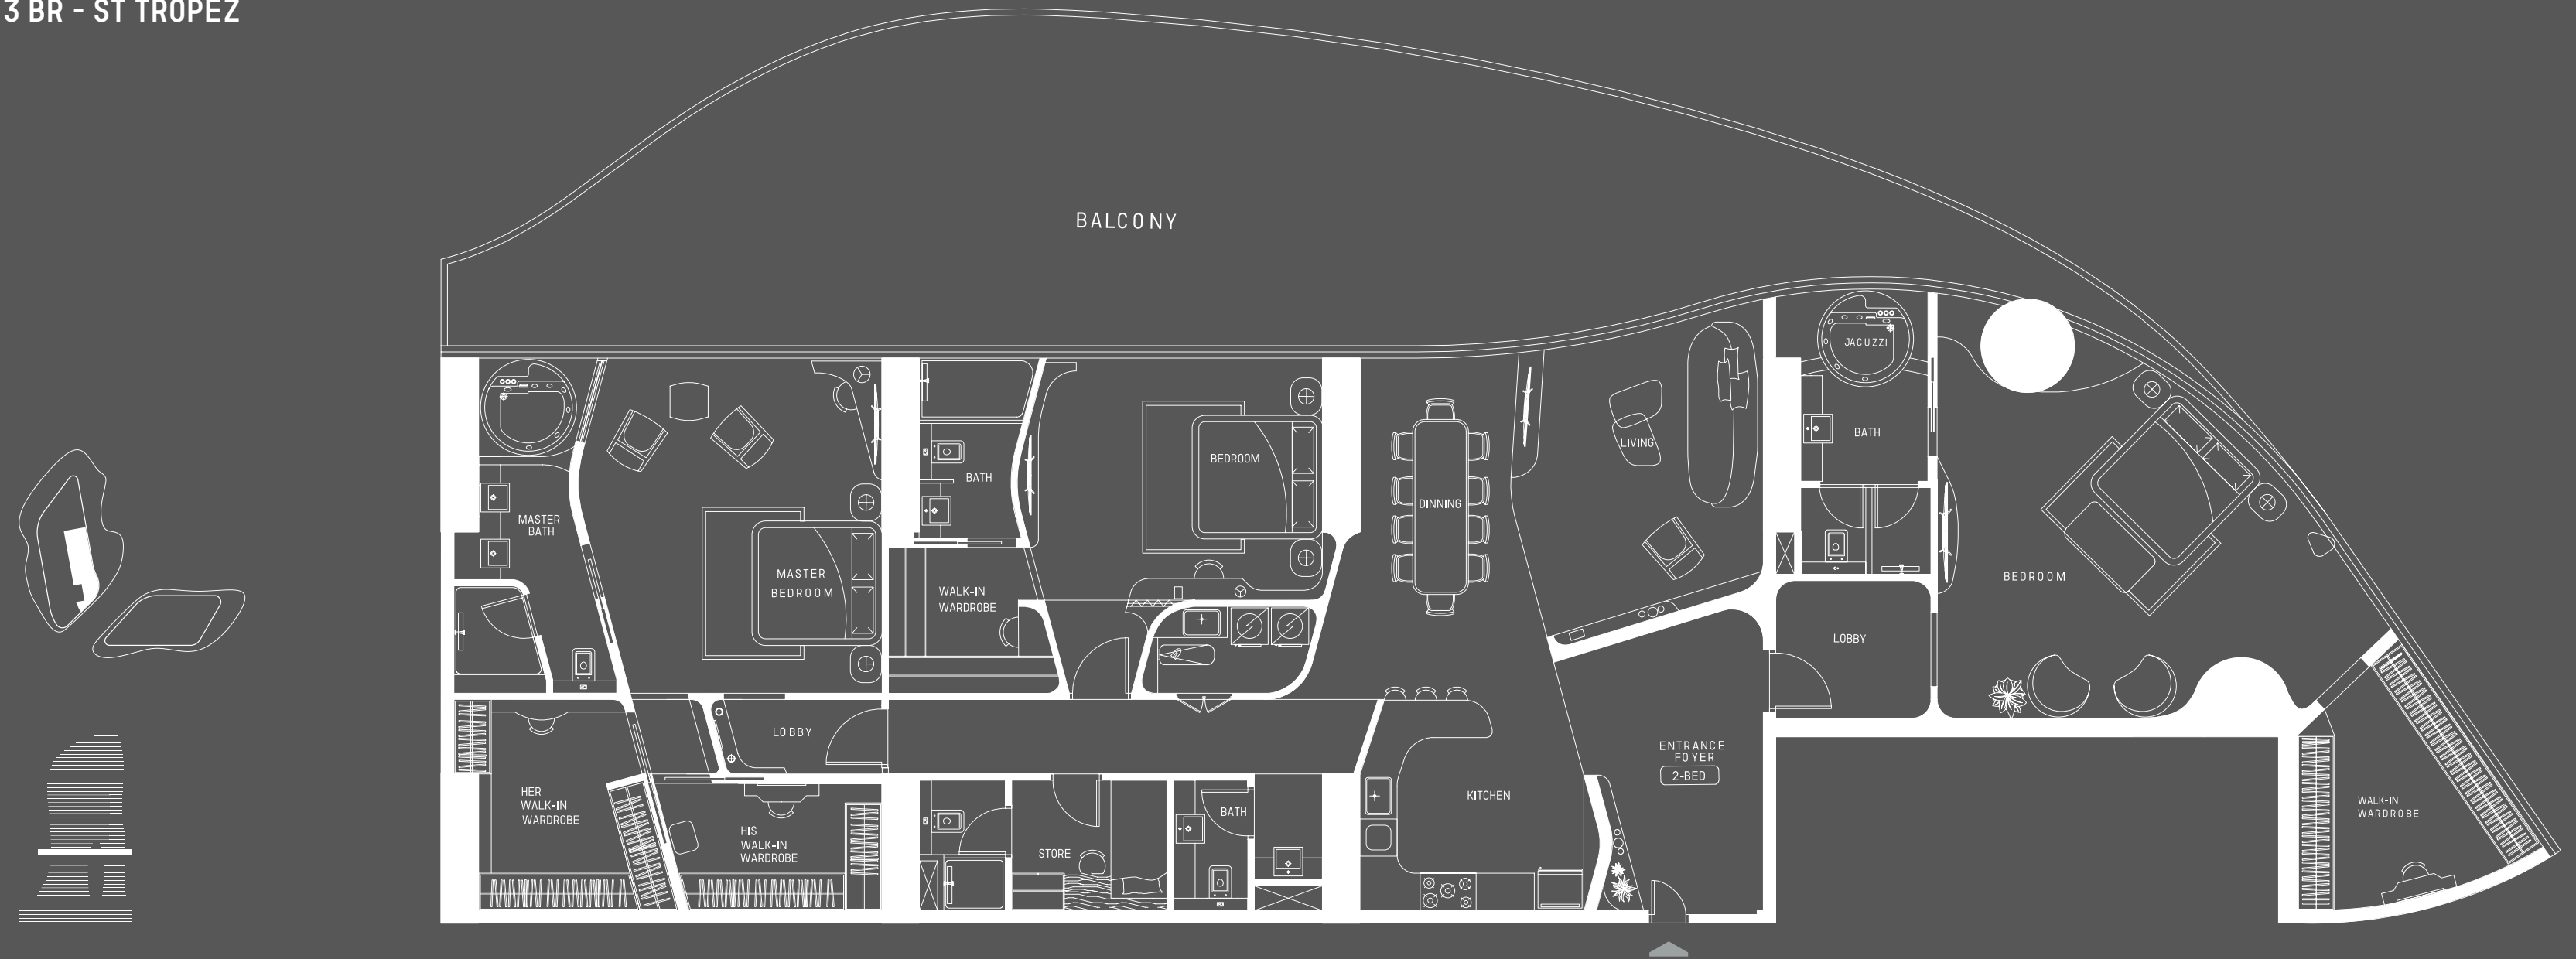 3 BR - ST TROPEZ
BALCONY
JACUZZI
BATH
LIVING
BEDROOM
DINNING
BATH
MASTER
BATH
MASTER
BEDROOM
BEDROOM
WALK-IN
WARDROBE
LOBBY
LOBBY
ENTRANCE
FOYER
2-BED
HER
WALK-IN
WARDROBE
HIS
WALK-IN
WARDROBE
STORE
BATH
KITCHEN
WALK-IN
WARDROBE